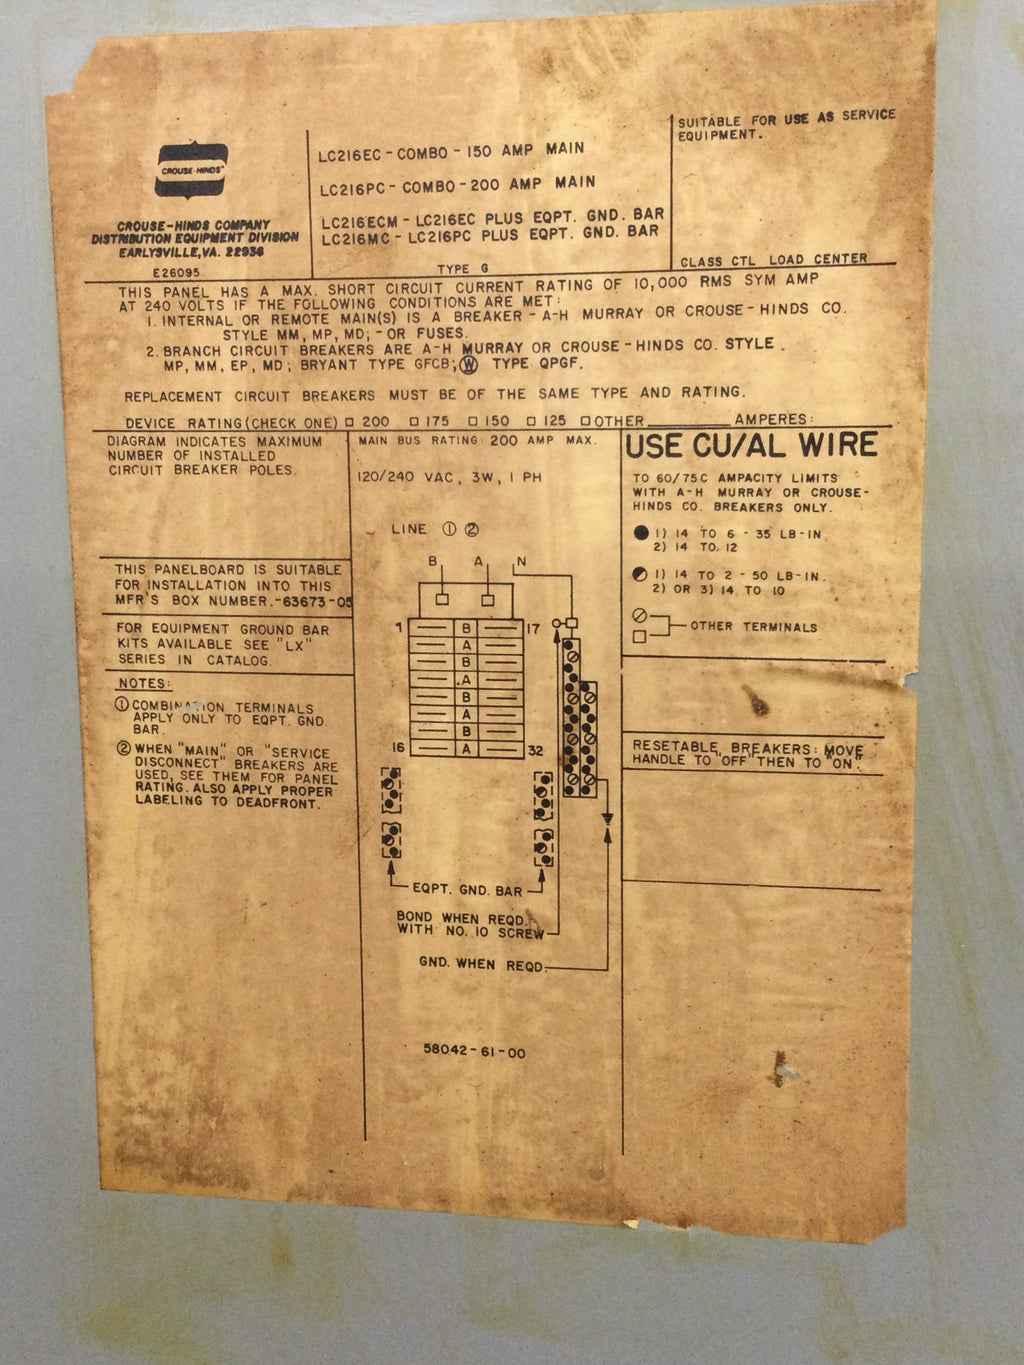 CROUSE-HINDS®
CROUSE-HINDS COMPANY
DISTRIBUTION EQUIPMENT DIVISION
EARLYSVILLE, VA. 22936
E26095
LC216EC-COMBO-150 AMP MAIN
LC216PC-COMBO-200 AMP MAIN
LC216ECM-LC216EC PLUS EQPT. GND. BAR
LC216MC-LC216PC PLUS EQPT. GND. BAR
TYPE G
SUITABLE FOR USE AS SERVICE
EQUIPMENT.
CLASS CTL LOAD CENTER
THIS PANEL HAS A MAX. SHORT CIRCUIT CURRENT RATING OF 10,000 RMS SYM AMP
AT 240 VOLTS IF THE FOLLOWING CONDITIONS ARE MET:
1. INTERNAL OR REMOTE MAIN(S) IS A BREAKER-A-H MURRAY OR CROUSE-HINDS CO.
STYLE MM, MP, MD;-OR FUSES.
2. BRANCH CIRCUIT BREAKERS ARE A-H MURRAY OR CROUSE-HINDS CO. STYLE
MP, MM, EP, MD; BRYANT TYPE GFCB; Ⓦ TYPE QPGF.
REPLACEMENT CIRCUIT BREAKERS MUST BE OF THE SAME TYPE AND RATING.
DEVICE RATING (CHECK ONE) □ 200 □ 175 □ 150 □ 125 □ OTHER________ AMPERES:
DIAGRAM INDICATES MAXIMUM
NUMBER OF INSTALLED
CIRCUIT BREAKER POLES.
THIS PANELBOARD IS SUITABLE
FOR INSTALLATION INTO THIS
MFR'S BOX NUMBER.-63673-05
FOR EQUIPMENT GROUND BAR
KITS AVAILABLE SEE "LX"
SERIES IN CATALOG.
NOTES:
① COMBINATION TERMINALS
APPLY ONLY TO EQPT. GND.
BAR.
② WHEN "MAIN" OR "SERVICE
DISCONNECT" BREAKERS ARE
USED, SEE THEM FOR PANEL
RATING. ALSO APPLY PROPER
LABELING TO DEADFRONT.
MAIN BUS RATING: 200 AMP MAX.
120/240 VAC, 3W, 1 PH
LINE ① ②
B A N
1 B 17
A
B
A
B
A
B
16 A 32
EQPT. GND. BAR
BOND WHEN REQD.
WITH NO. 10 SCREW
GND. WHEN REQD.
58042-61-00
USE CU/AL WIRE
TO 60/75C AMPACITY LIMITS
WITH A-H MURRAY OR CROUSE-
HINDS CO. BREAKERS ONLY.
1) 14 TO 6 - 35 LB-IN.
2) 14 TO 12
1) 14 TO 2 - 50 LB-IN.
2) OR 3) 14 TO 10
OTHER TERMINALS
RESETABLE BREAKERS: MOVE
HANDLE TO "OFF" THEN TO "ON".